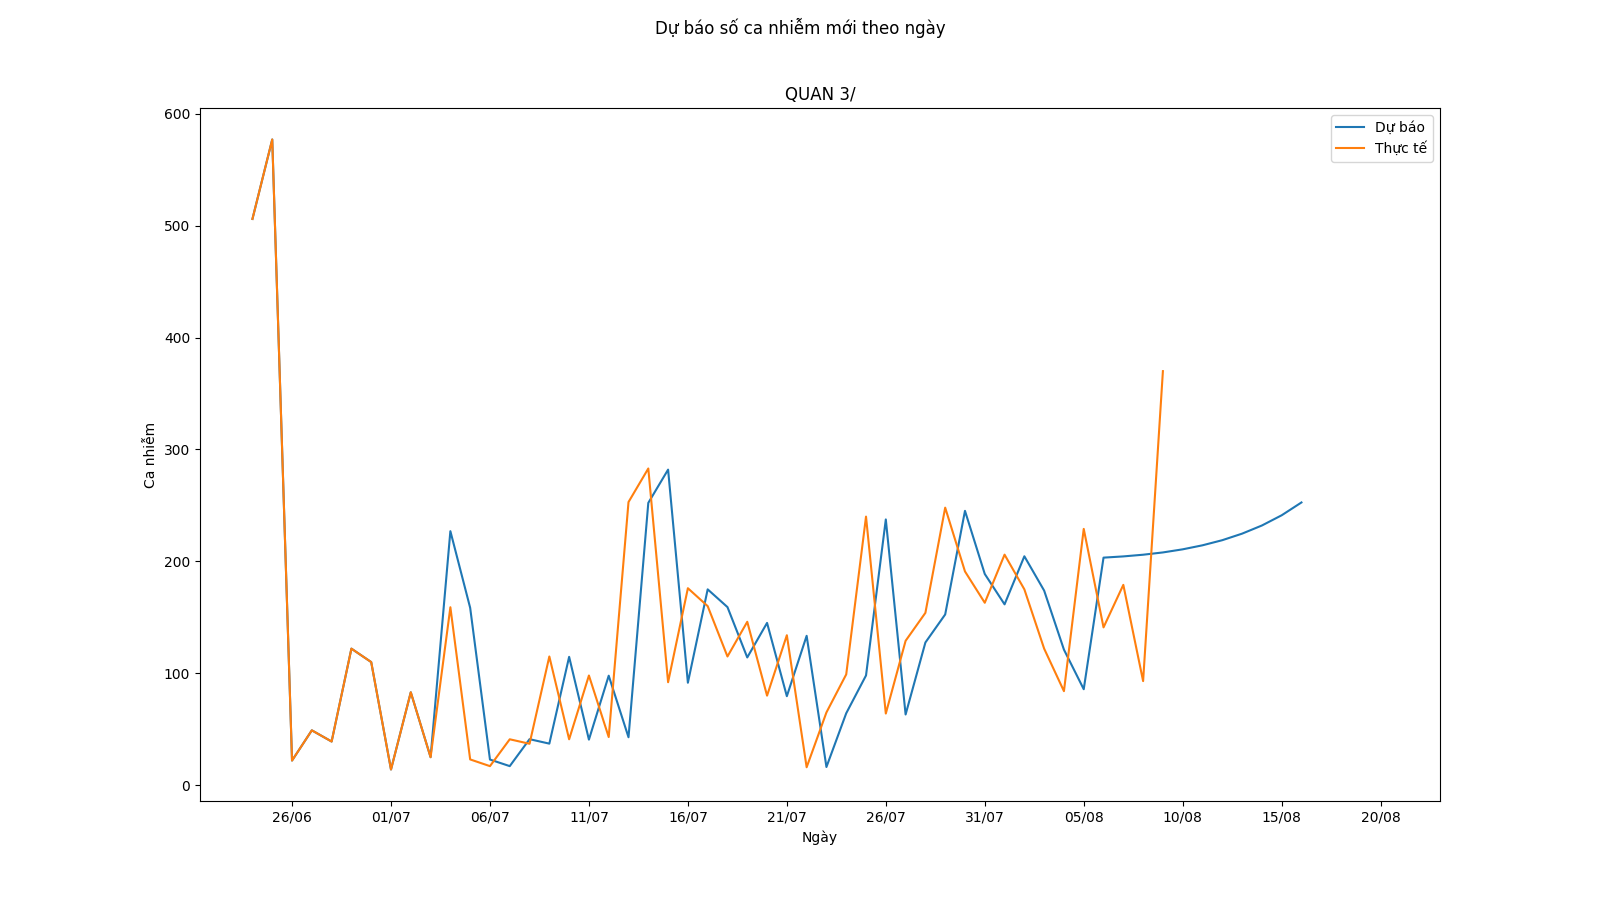 Dự báo số ca nhiễm mới theo ngày
QUAN 3/
Dự báo
Thực tế
600
500
400
300
200
100
0
Ca nhiễm
26/06 01/07 06/07 11/07 16/07 21/07 26/07 31/07 05/08 10/08 15/08 20/08
Ngày